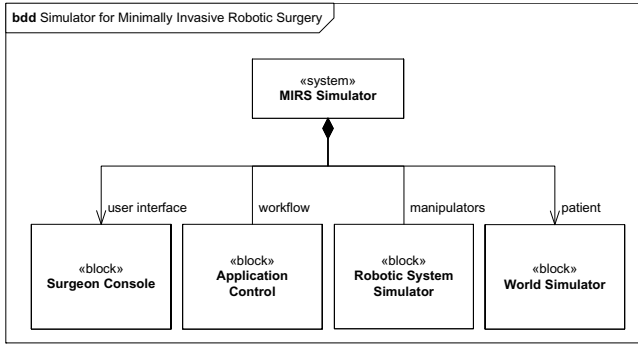 bdd Simulator for Minimally Invasive Robotic Surgery
«system»
MIRS Simulator
user interface
workflow
manipulators
patient
«block»
Surgeon Console
«block»
Application
Control
«block»
Robotic System
Simulator
«block»
World Simulator